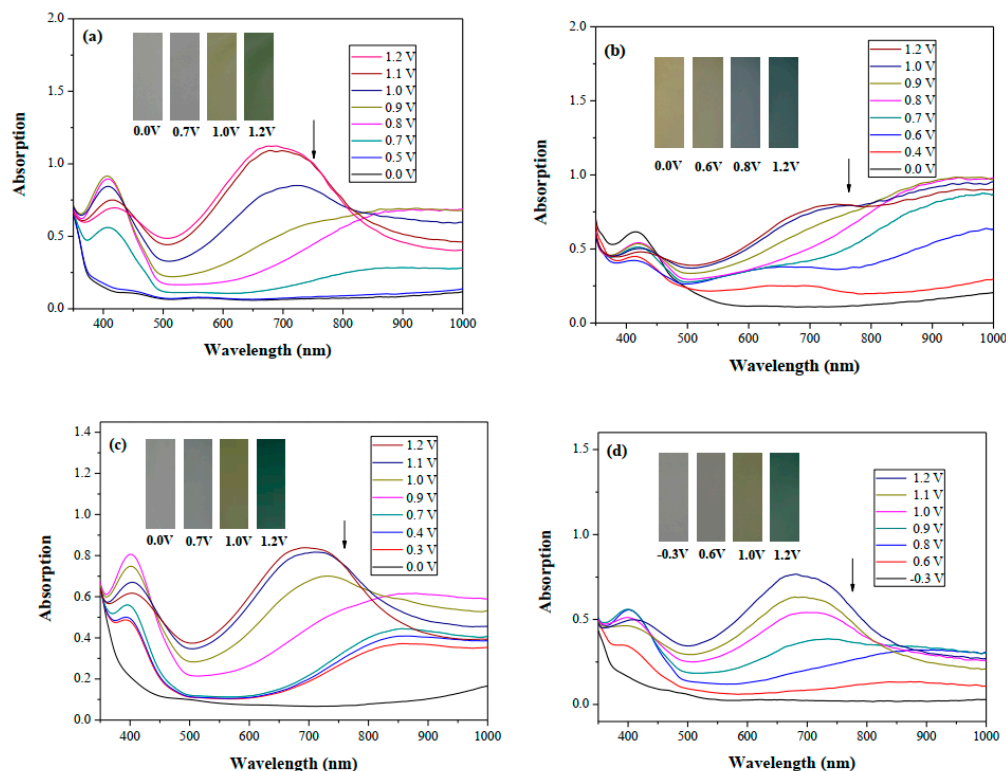 (a)
2.0
1.5
1.0
0.5
0.0
Absorption
0.0V 0.7V 1.0V 1.2V
1.2 V
1.1 V
1.0 V
0.9 V
0.8 V
0.7 V
0.5 V
0.0 V
400 500 600 700 800 900 1000
Wavelength (nm)
(b)
2.0
1.5
1.0
0.5
0.0
Absorption
0.0V 0.6V 0.8V 1.2V
1.2 V
1.0 V
0.9 V
0.8 V
0.7 V
0.6 V
0.4 V
0.0 V
400 500 600 700 800 900 1000
Wavelength (nm)
(c)
1.4
1.2
1.0
0.8
0.6
0.4
0.2
0.0
Absorption
0.0V 0.7V 1.0V 1.2V
1.2 V
1.1 V
1.0 V
0.9 V
0.7 V
0.4 V
0.3 V
0.0 V
400 500 600 700 800 900 1000
Wavelength (nm)
(d)
1.5
1.0
0.5
0.0
Absorption
-0.3V 0.6V 1.0V 1.2V
1.2 V
1.1 V
1.0 V
0.9 V
0.8 V
0.6 V
-0.3 V
400 500 600 700 800 900 1000
Wavelength (nm)